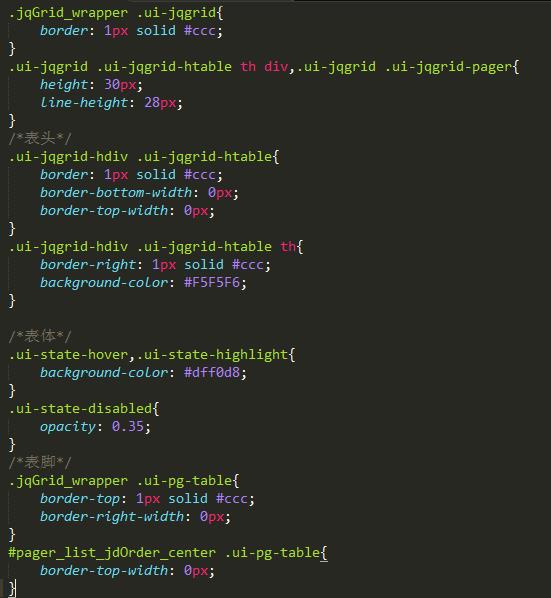 .jqGrid_wrapper .ui-jqgrid{
    border: 1px solid #ccc;
}
.ui-jqgrid .ui-jqgrid-htable th div,.ui-jqgrid .ui-jqgrid-pager{
    height: 30px;
    line-height: 28px;
}
/*表头*/
.ui-jqgrid-hdiv .ui-jqgrid-htable{
    border: 1px solid #ccc;
    border-bottom-width: 0px;
    border-top-width: 0px;
}
.ui-jqgrid-hdiv .ui-jqgrid-htable th{
    border-right: 1px solid #ccc;
    background-color: #F5F5F6;
}

/*表体*/
.ui-state-hover,.ui-state-highlight{
    background-color: #dff0d8;
}
.ui-state-disabled{
    opacity: 0.35;
}
/*表脚*/
.jqGrid_wrapper .ui-pg-table{
    border-top: 1px solid #ccc;
    border-right-width: 0px;
}
#pager_list_jdOrder_center .ui-pg-table{
    border-top-width: 0px;
}